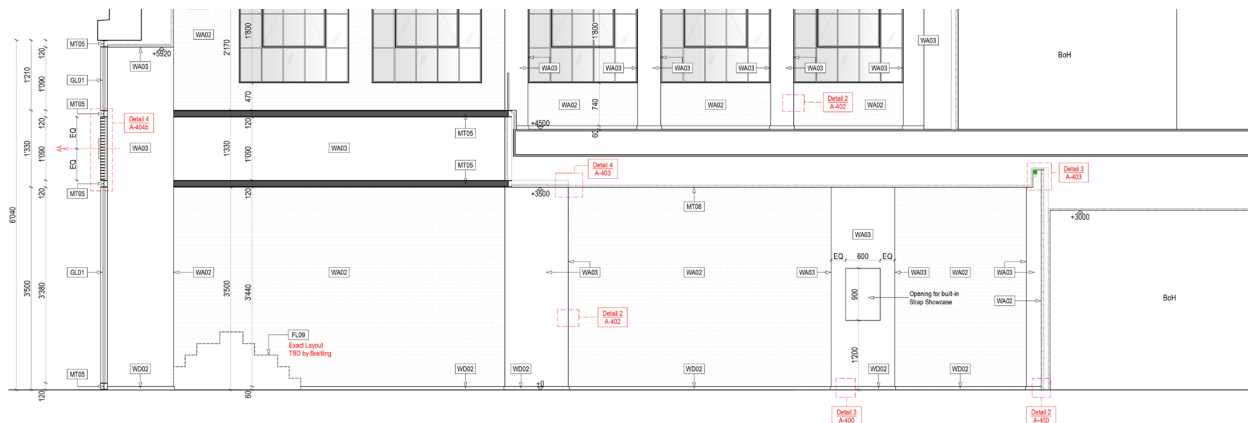 MT05
120
+5920
WA03
WA02
2'170
1'800
1'800
WA03
BoH
1'210
1'090
GL01
470
WA03
WA03
WA03
WA03
WA03
MT05
Detail 4
A-404b
WA02
740
WA02
Detail 2
A-402
WA02
6'040
120
EQ
1'330
1'090
EQ
AA
WA03
120
1'330
1'090
WA03
MT05
MT05
+4500
60
Detail 4
A-403
Detail 3
A-403
MT05
120
120
+3500
MT08
+3000
WA03
EQ
600
EQ
GL01
3'500
3'380
WA02
3'500
3'440
WA02
WA03
WA02
WA03
WA03
WA02
WA03
900
Opening for built-in
Strap Showcase
WA02
BoH
Detail 2
A-402
FL09
Exact Layout
TBD by Breitling
1'200
MT05
WD02
WD02
WD02
+0
WD02
WD02
WD02
120
60
Detail 3
A-400
Detail 2
A-400